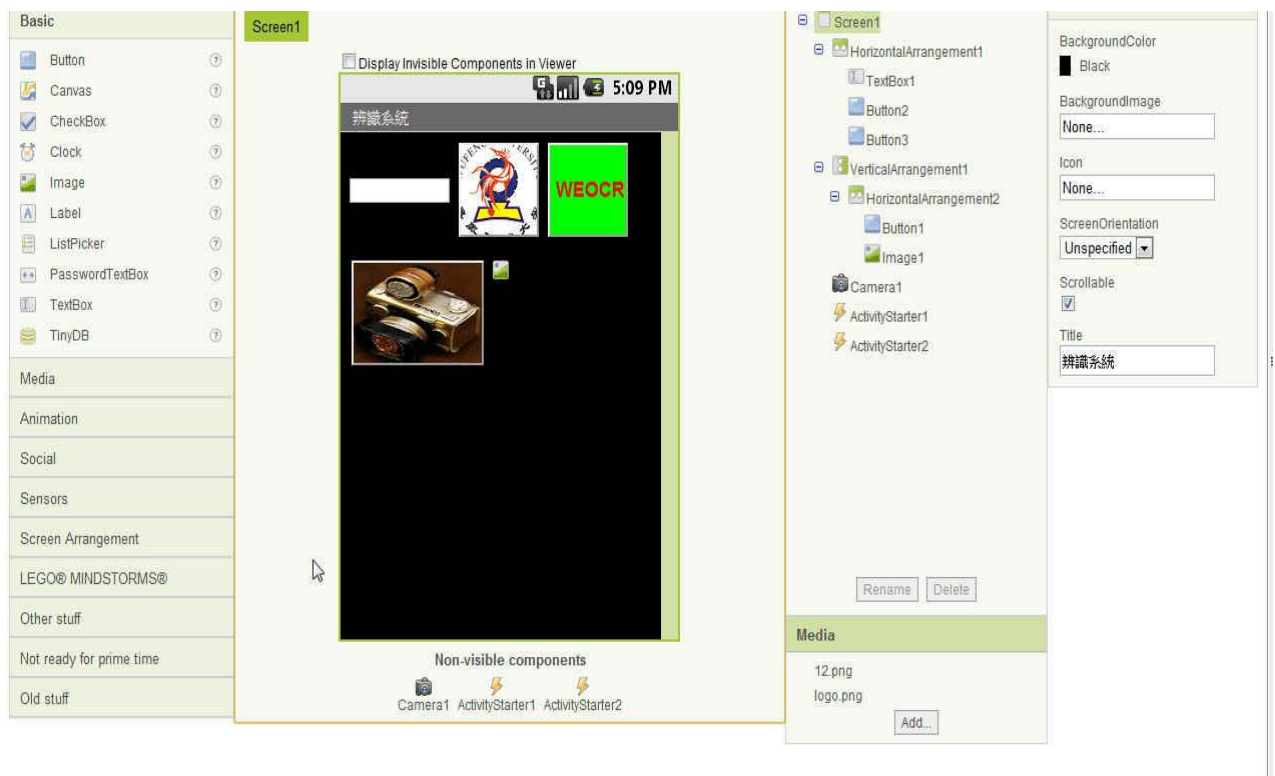 Basic
Button
Canvas
CheckBox
Clock
Image
Label
ListPicker
PasswordTextBox
TextBox
TinyDB
Media
Animation
Social
Sensors
Screen Arrangement
LEGO® MINDSTORMS®
Other stuff
Not ready for prime time
Old stuff
Screen1
Display Invisible Components in Viewer
5:09 PM
辨識系統
WEOCR
Non-visible components
Camera1 ActivityStarter1 ActivityStarter2
Screen1
HorizontalArrangement1
TextBox1
Button2
Button3
VerticalArrangement1
HorizontalArrangement2
Button1
Image1
Camera1
ActivityStarter1
ActivityStarter2
Rename Delete
Media
12.png
logo.png
Add...
BackgroundColor
Black
BackgroundImage
None...
Icon
None...
ScreenOrientation
Unspecified
Scrollable
Title
辨識系統